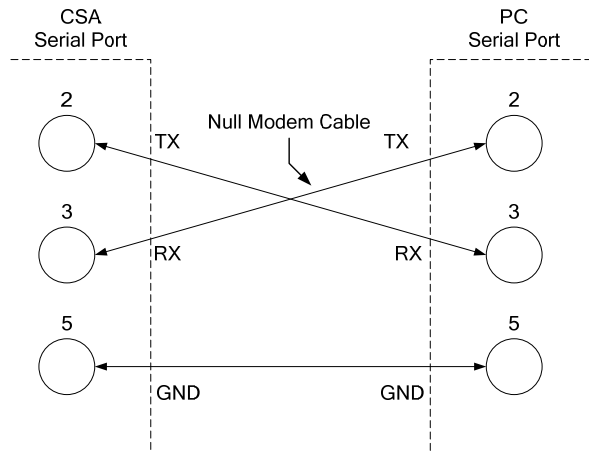 CSA
Serial Port
PC
Serial Port
2
2
TX
Null Modem Cable
TX
3
3
RX
RX
5
5
GND
GND